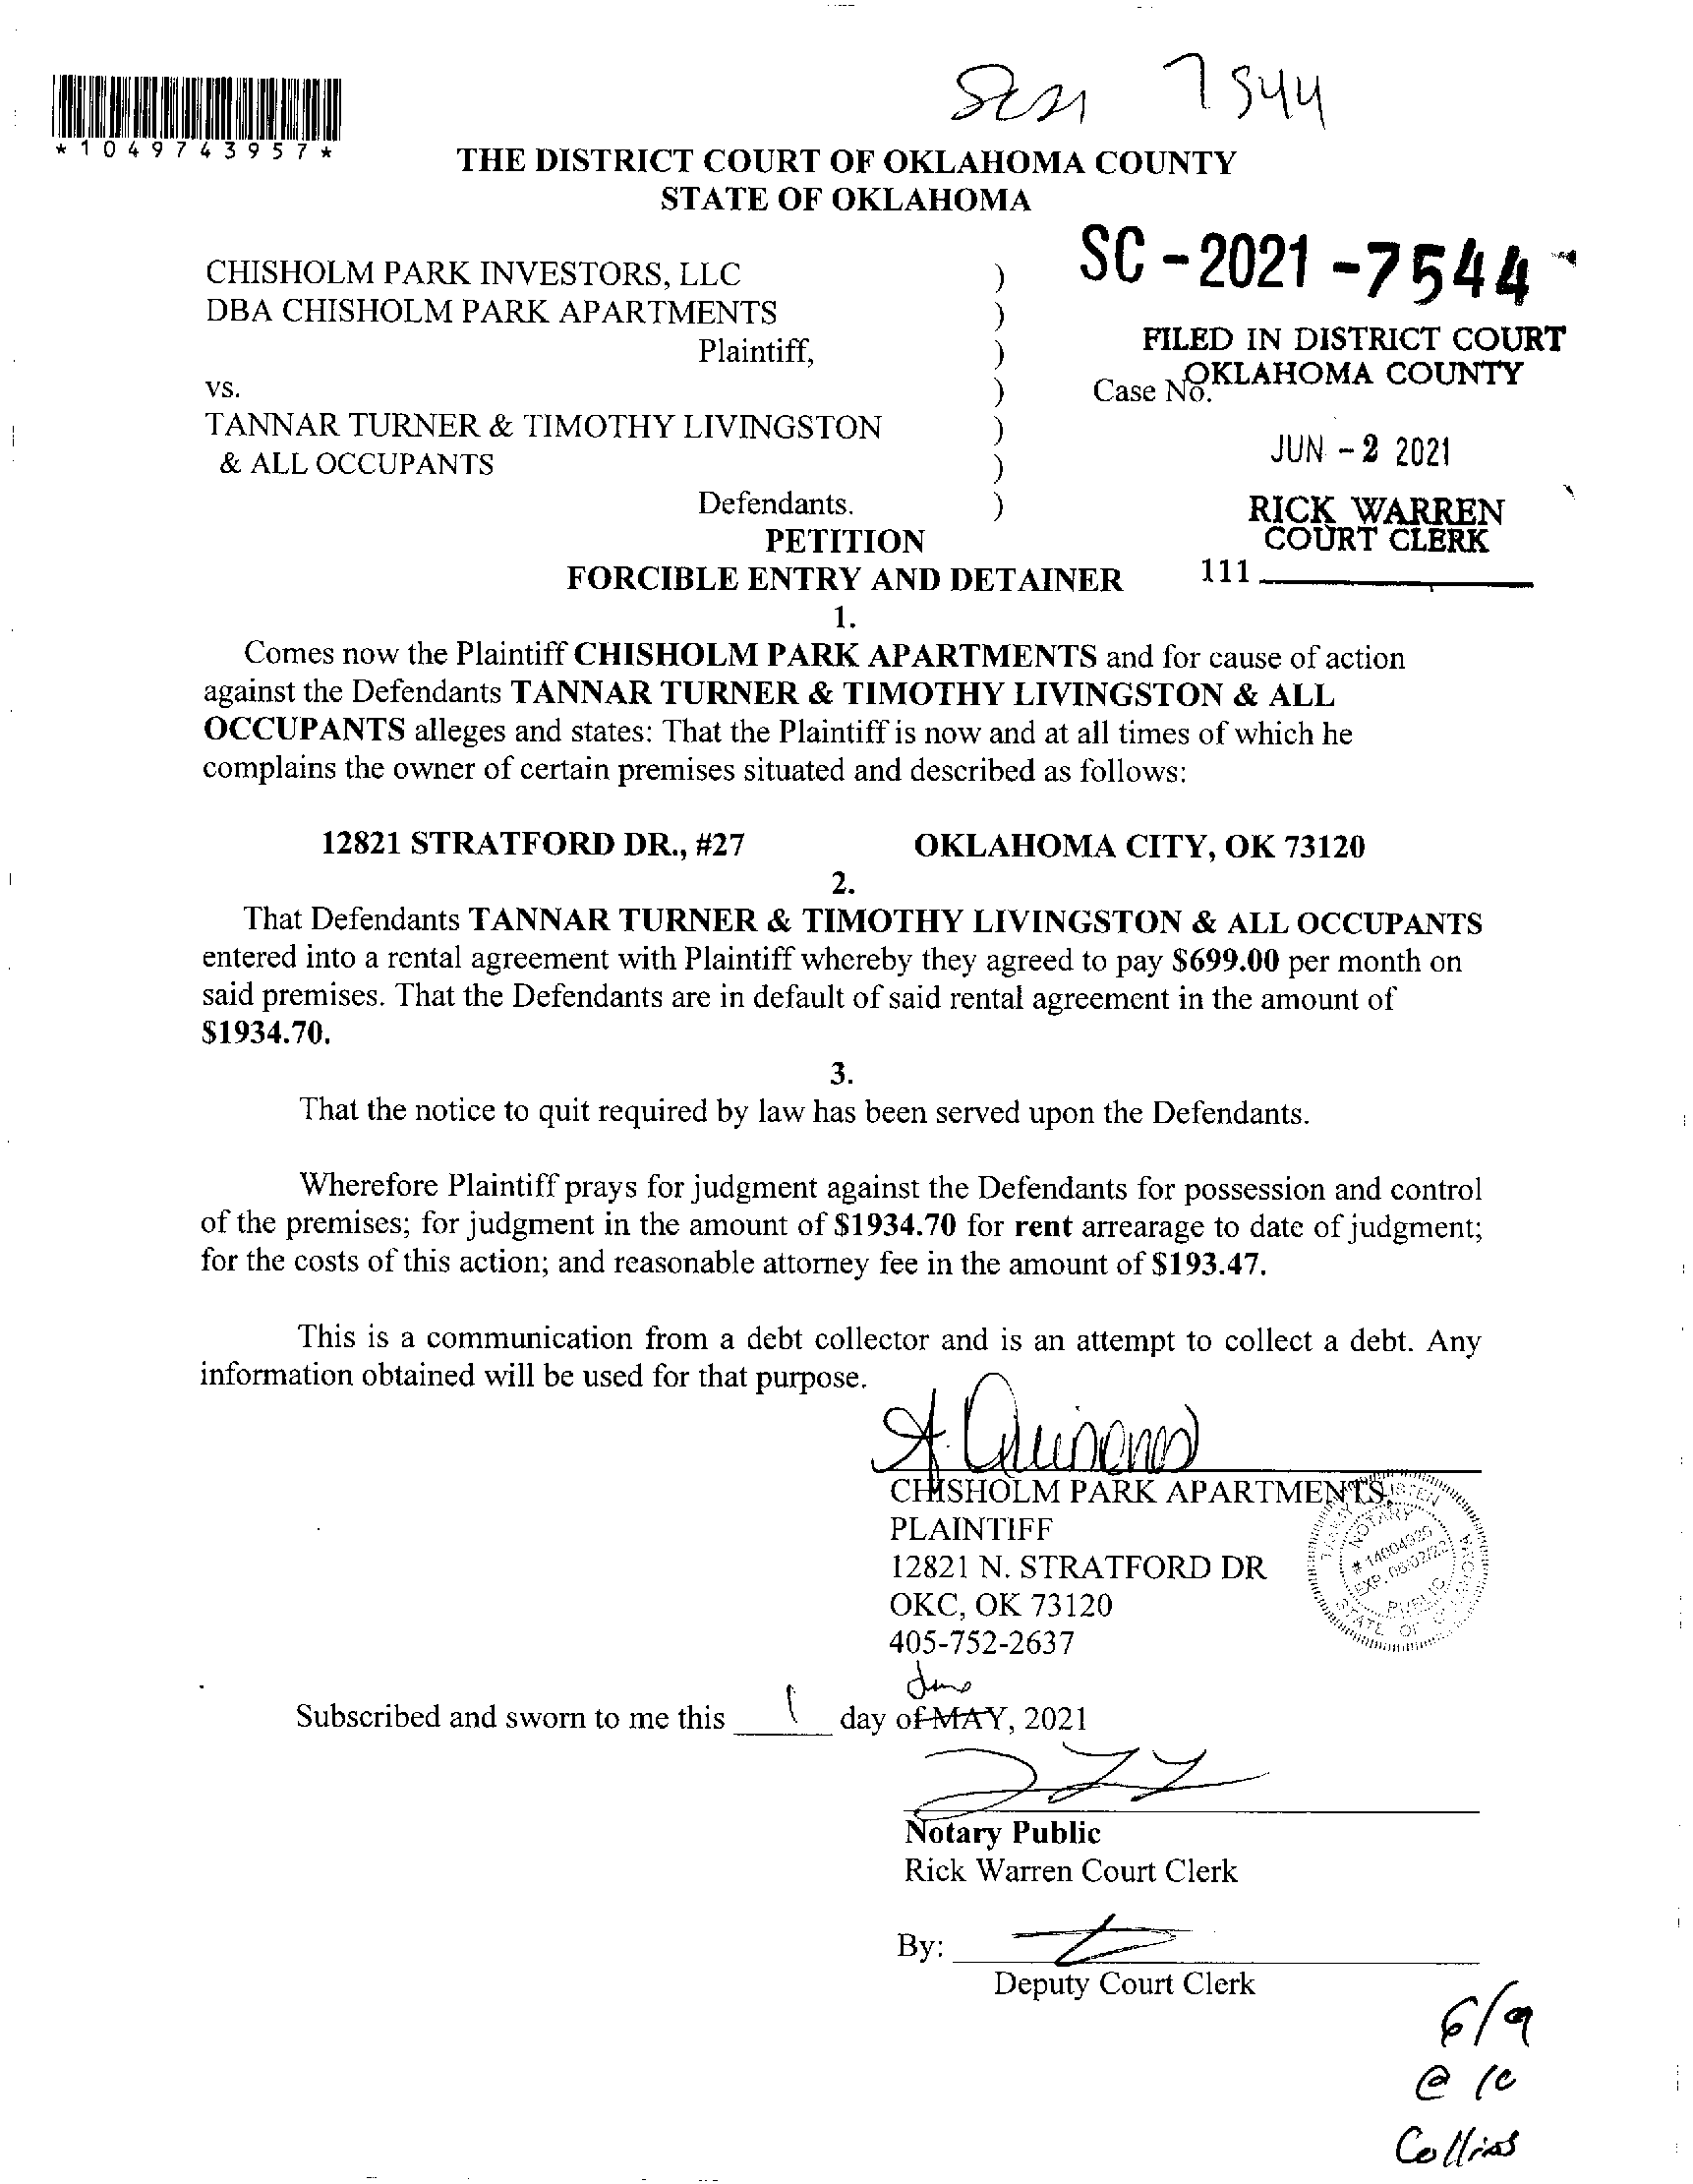 7544
*1049743957*
THE DISTRICT COURT OF OKLAHOMA COUNTY
STATE OF OKLAHOMA
SC-2021-7544
CHISHOLM PARK INVESTORS, LLC )
DBA CHISHOLM PARK APARTMENTS )
Plaintiff, )
FILED IN DISTRICT COURT
OKLAHOMA COUNTY
vs. ) Case No.
TANNAR TURNER & TIMOTHY LIVINGSTON )
JUN - 2 2021
& ALL OCCUPANTS )
Defendants. )
RICK WARREN
COURT CLERK
PETITION
FORCIBLE ENTRY AND DETAINER
111
1.
Comes now the Plaintiff CHISHOLM PARK APARTMENTS and for cause of action
against the Defendants TANNAR TURNER & TIMOTHY LIVINGSTON & ALL
OCCUPANTS alleges and states: That the Plaintiff is now and at all times of which he
complains the owner of certain premises situated and described as follows:
12821 STRATFORD DR., #27 OKLAHOMA CITY, OK 73120
2.
That Defendants TANNAR TURNER & TIMOTHY LIVINGSTON & ALL OCCUPANTS
entered into a rental agreement with Plaintiff whereby they agreed to pay $699.00 per month on
said premises. That the Defendants are in default of said rental agreement in the amount of
$1934.70.
3.
That the notice to quit required by law has been served upon the Defendants.
Wherefore Plaintiff prays for judgment against the Defendants for possession and control
of the premises; for judgment in the amount of $1934.70 for rent arrearage to date of judgment;
for the costs of this action; and reasonable attorney fee in the amount of $193.47.
This is a communication from a debt collector and is an attempt to collect a debt. Any
information obtained will be used for that purpose.
A. Quinones
CHISHOLM PARK APARTMENTS,
PLAINTIFF
12821 N. STRATFORD DR
OKC, OK 73120
405-752-2637
NOTARY
# 14004935
EXP. 06/02/22
PUBLIC
STATE OF OKLAHOMA
June
Subscribed and sworn to me this 1 day of MAY, 2021
Notary Public
Rick Warren Court Clerk
By:
Deputy Court Clerk
6/9
@ 10
Collins